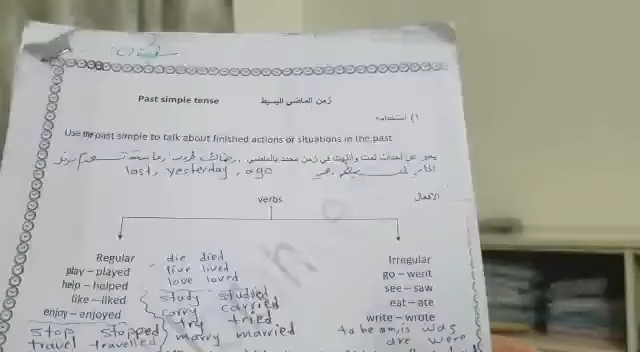 Past simple tense زمن الماضي البسيط
١) استخدامه
Use the past simple to talk about finished actions or situations in the past
يعبر عن أحداث تمت وانتهت في زمن محدد بالماضي
last, yesterday, ago
الأفعال
verbs
Regular die died Irregular
play – played live lived go – went
help – helped love loved see – saw
like – liked study studied eat – ate
enjoy – enjoyed carry carried write – wrote
try tried
stop stopped marry married to be am, is was
travel travelled are were